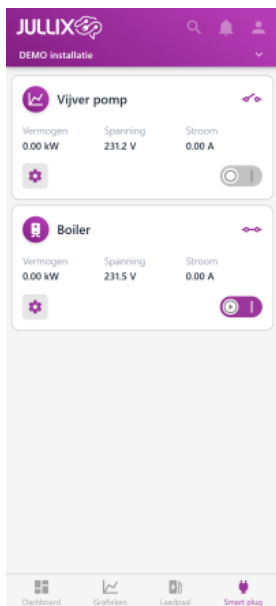 JULLIX
DEMO installatie
Vijver pomp
Vermogen Spanning Stroom
0.00 kW 231.2 V 0.00 A
Boiler
Vermogen Spanning Stroom
0.00 kW 231.5 V 0.00 A
Dashboard Grafieken Laadpaal Smart plug